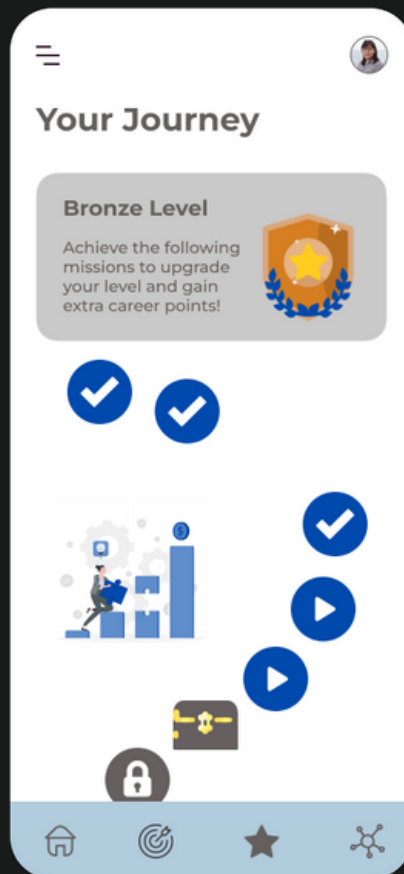 Your Journey
Bronze Level
Achieve the following
missions to upgrade
your level and gain
extra career points!
$